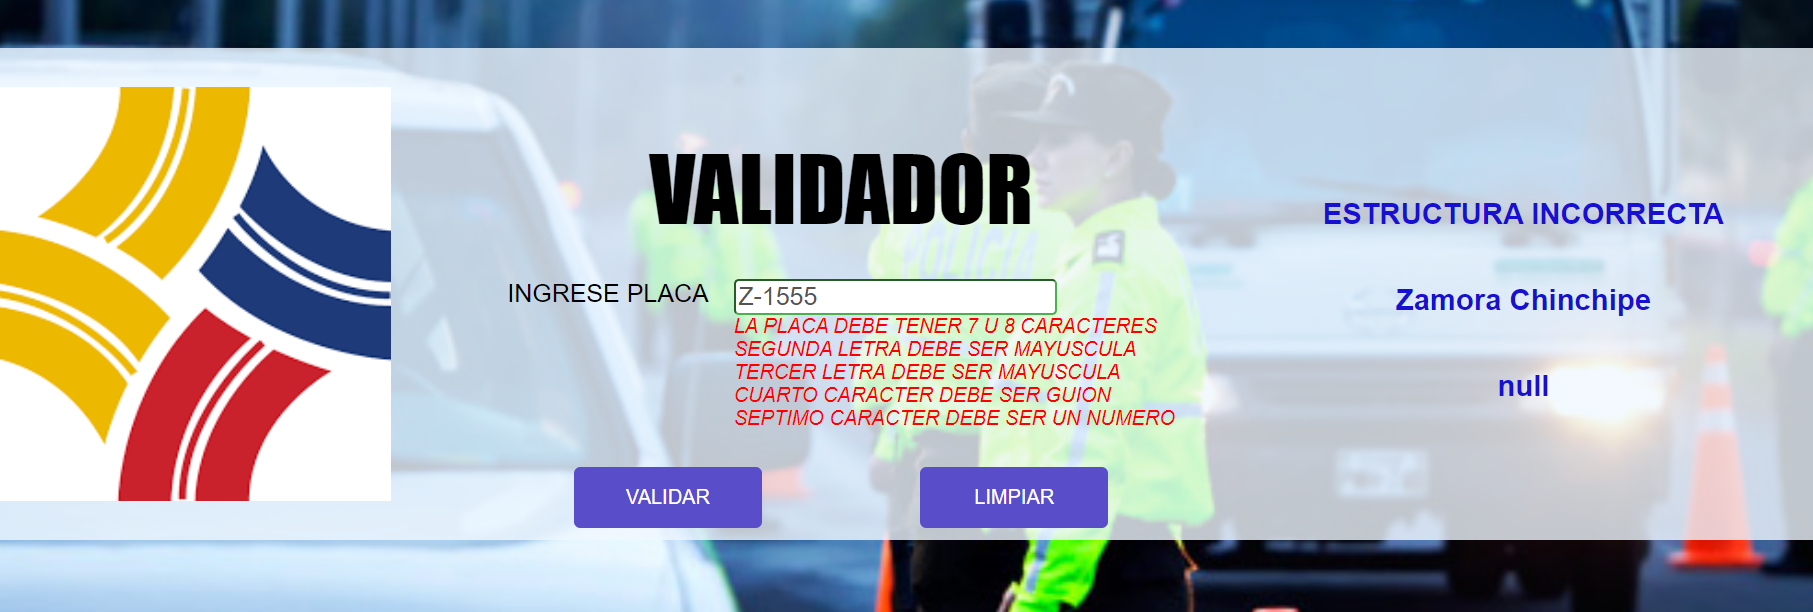 VALIDADOR
INGRESE PLACA
Z-1555
LA PLACA DEBE TENER 7 U 8 CARACTERES
SEGUNDA LETRA DEBE SER MAYUSCULA
TERCER LETRA DEBE SER MAYUSCULA
CUARTO CARACTER DEBE SER GUION
SEPTIMO CARACTER DEBE SER UN NUMERO
VALIDAR
LIMPIAR
ESTRUCTURA INCORRECTA
Zamora Chinchipe
null
POLICIA